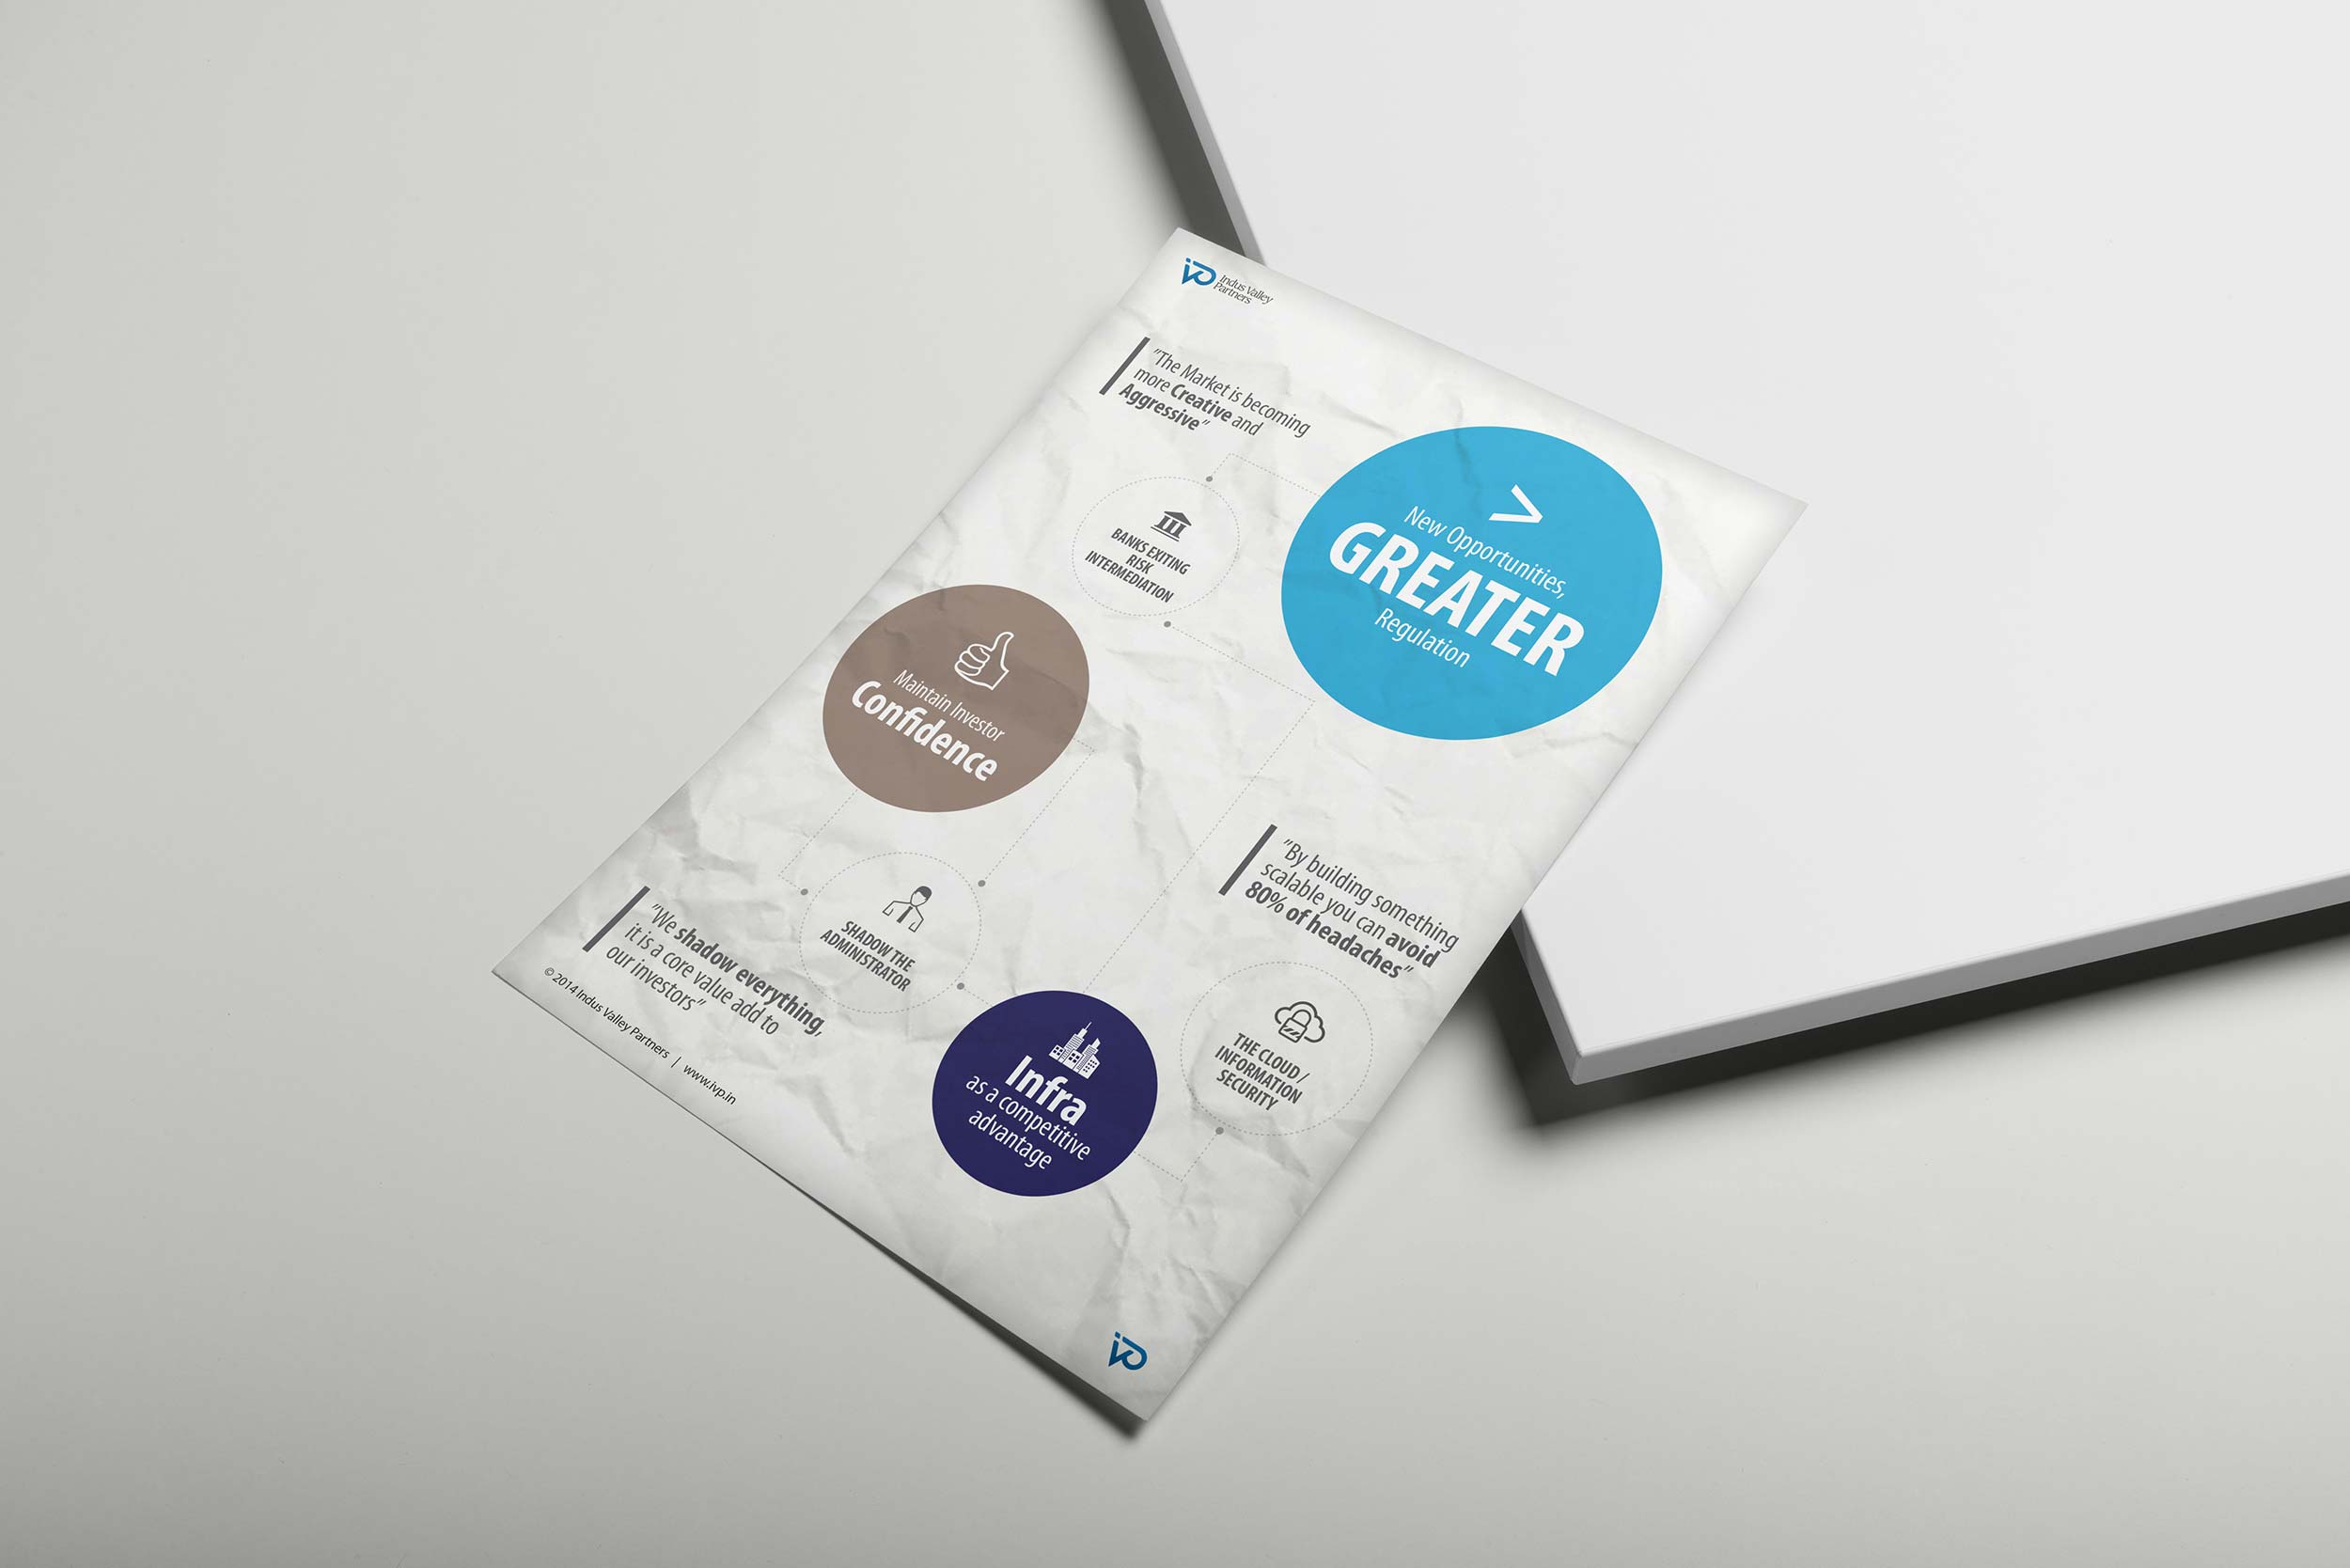 ivp Indus Valley
Partners
"The Market is becoming
more Creative and
Aggressive"
>
New Opportunities,
GREATER
Regulation
BANKS EXITING
RISK
INTERMEDIATION
Maintain Investor
Confidence
"By building something
scalable you can avoid
80% of headaches"
SHADOW THE
ADMINISTRATOR
"We shadow everything,
it is a core value add to
our investors"
THE CLOUD/
INFORMATION
SECURITY
Infra
as a competitive
advantage
© 2014 Indus Valley Partners | www.ivp.in
ivp